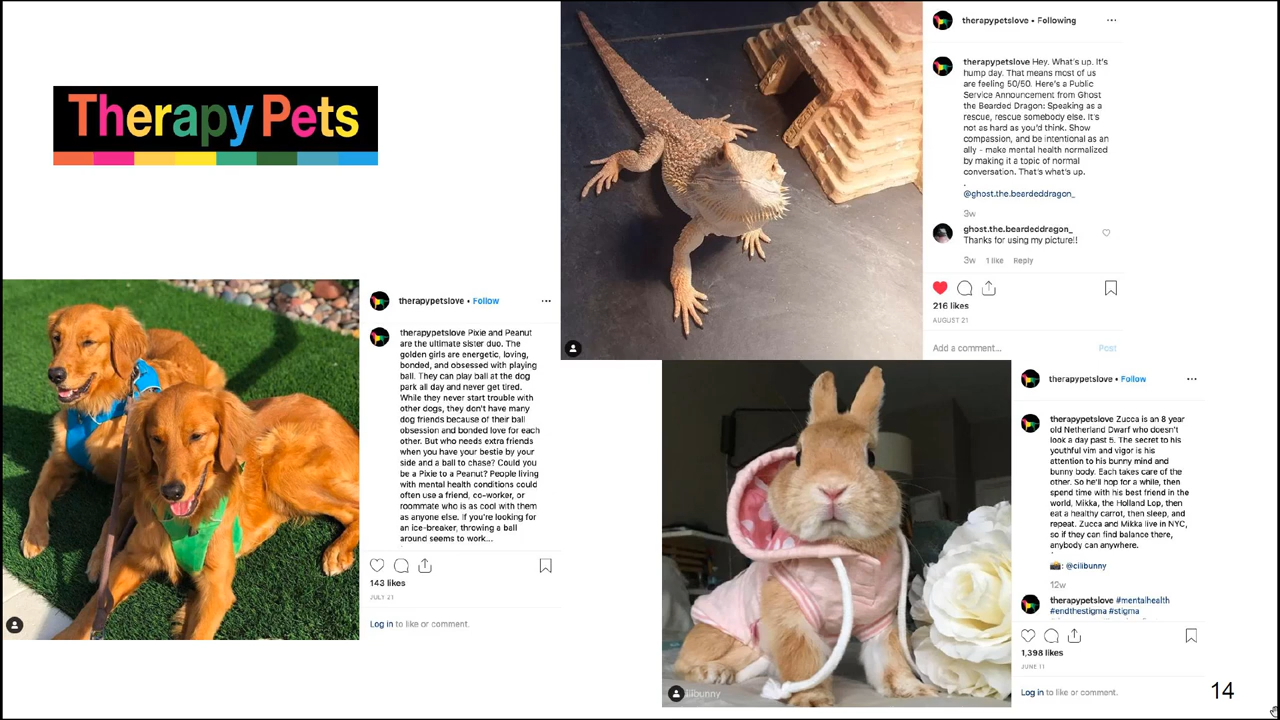 Therapy Pets
therapypetslove • Following
therapypetslove Hey. What's up. It's
hump day. That means most of us
are feeling 50/50. Here's a Public
Service Announcement from Ghost
the Bearded Dragon: Speaking as a
rescue, rescue somebody else. It's
not as hard as you'd think. Show
compassion, and be intentional as an
ally - make mental health normalized
by making it a topic of normal
conversation. That's what's up.
.
@ghost.the.beardeddragon_
3w
ghost.the.beardeddragon_
Thanks for using my picture!!
3w 1 like Reply
216 likes
AUGUST 21
Add a comment... Post
therapypetslove • Follow
therapypetslove Pixie and Peanut
are the ultimate sister duo. The
golden girls are energetic, loving,
bonded, and obsessed with playing
ball. They can play ball at the dog
park all day and never get tired.
While they never start trouble with
other dogs, they don't have many
dog friends because of their ball
obsession and bonded love for each
other. But who needs extra friends
when you have your bestie by your
side and a ball to chase? Could you
be a Pixie to a Peanut? People living
with mental health conditions could
often use a friend, co-worker, or
roommate who is as cool with them
as anyone else. If you're looking for
an ice-breaker, throwing a ball
around seems to work...
143 likes
JULY 21
Log in to like or comment.
therapypetslove • Follow
therapypetslove Zucca is an 8 year
old Netherland Dwarf who doesn't
look a day past 5. The secret to his
youthful vim and vigor is his
attention to his bunny mind and
bunny body. Each takes care of the
other. So he'll hop for a while, then
spend time with his best friend in the
world, Mikka, the Holland Lop, then
eat a healthy carrot, then sleep, and
repeat. Zucca and Mikka live in NYC,
so if they can find balance there,
anybody can anywhere.
.
📸: @cilibunny
12w
therapypetslove #mentalhealth
#endthestigma #stigma
1,398 likes
JUNE 11
Log in to like or comment.
14